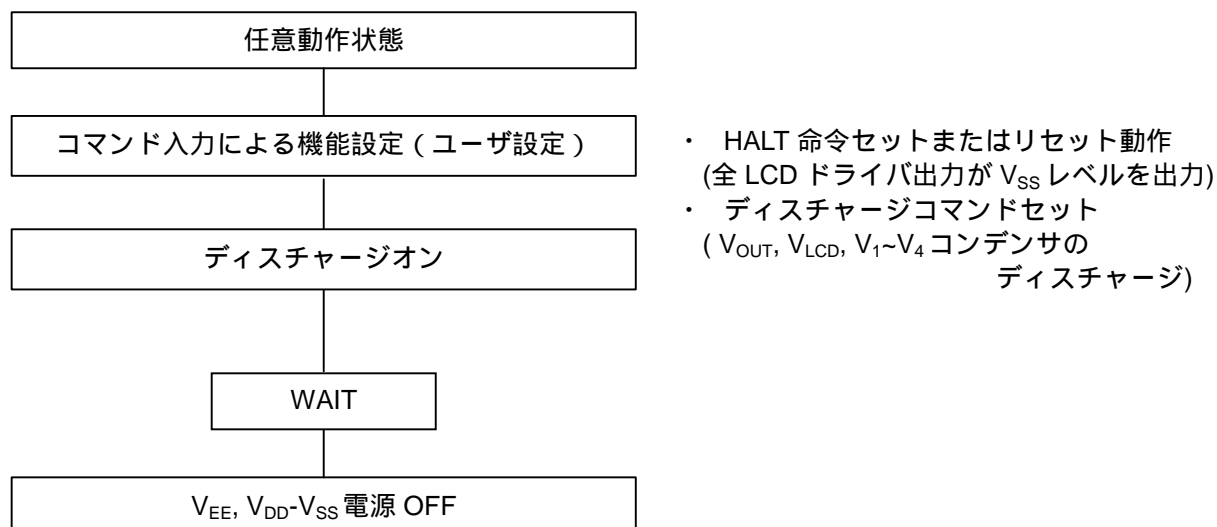 任意動作状態
コマンド入力による機能設定（ユーザ設定）
・ HALT 命令セットまたはリセット動作
(全 LCD ドライバ出力が VSS レベルを出力)
・ ディスチャージコマンドセット
( VOUT, VLCD, V1~V4 コンデンサの
ディスチャージ)
ディスチャージオン
WAIT
VEE, VDD-VSS 電源 OFF